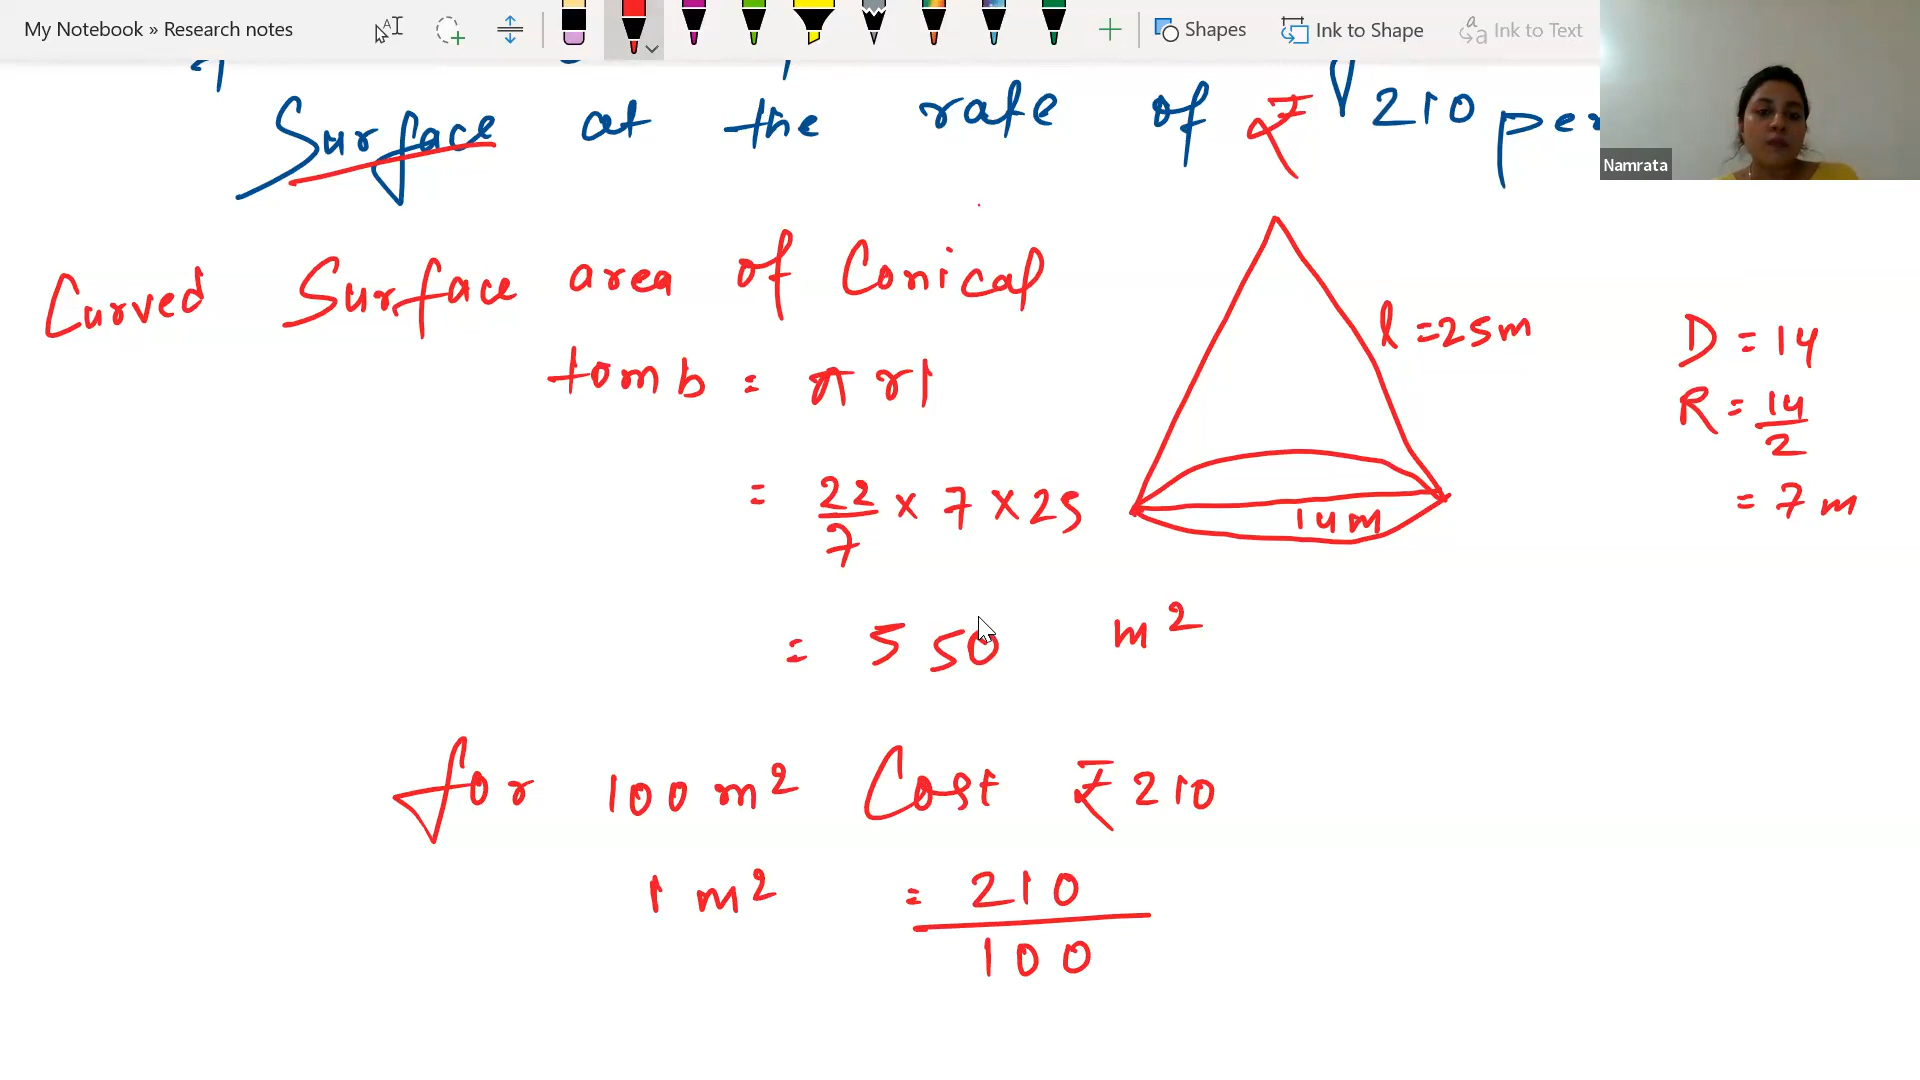 My Notebook » Research notes
Shapes
Ink to Shape
Ink to Text
Namrata
Surface at the rate of ₹ 210 per
Curved Surface area of Conical
tomb = πrl
= 22/7 × 7 × 25
= 550 m²
l = 25m
14m
D = 14
R = 14/2
= 7 m
for 100 m² Cost ₹ 210
1 m² = 210/100